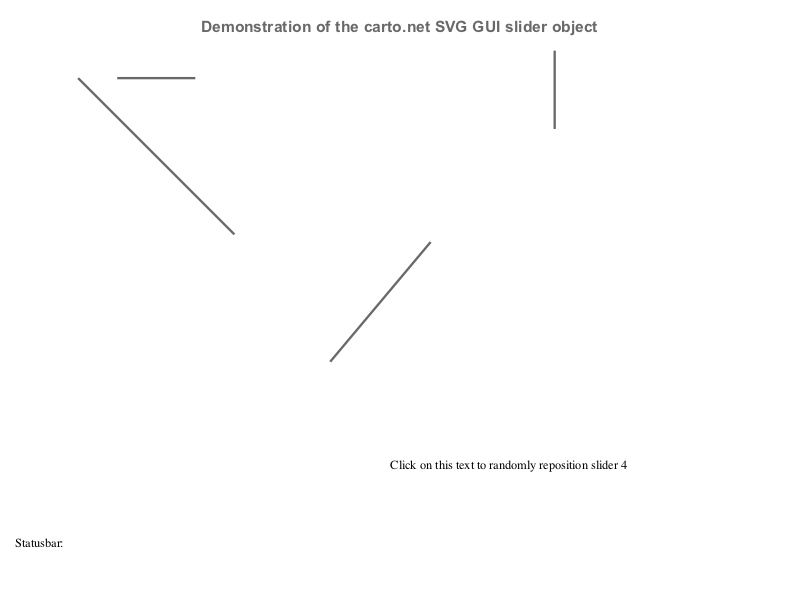 Demonstration of the carto.net SVG GUI slider object
Click on this text to randomly reposition slider 4
Statusbar: